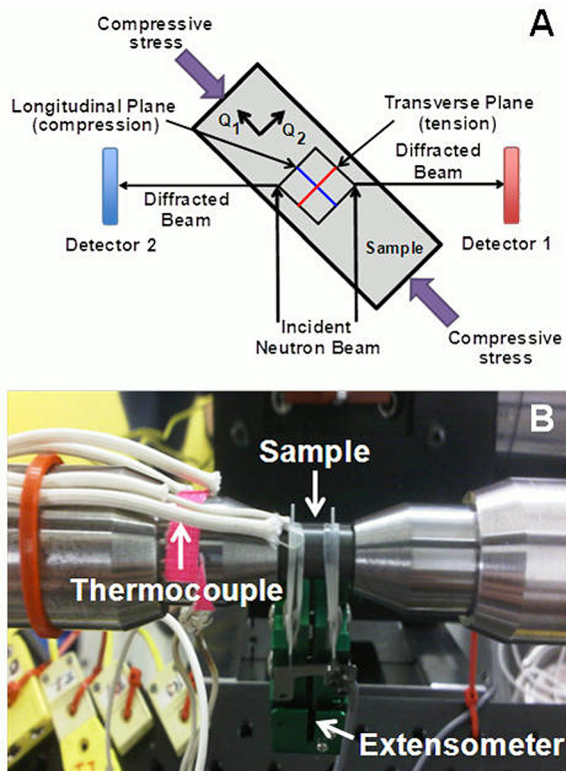 A
Compressive
stress
Longitudinal Plane
(compression)
Transverse Plane
(tension)
Q1
Q2
Diffracted
Beam
Diffracted
Beam
Detector 2
Sample
Detector 1
Incident
Neutron Beam
Compressive
stress
B
Sample
Thermocouple
Extensometer